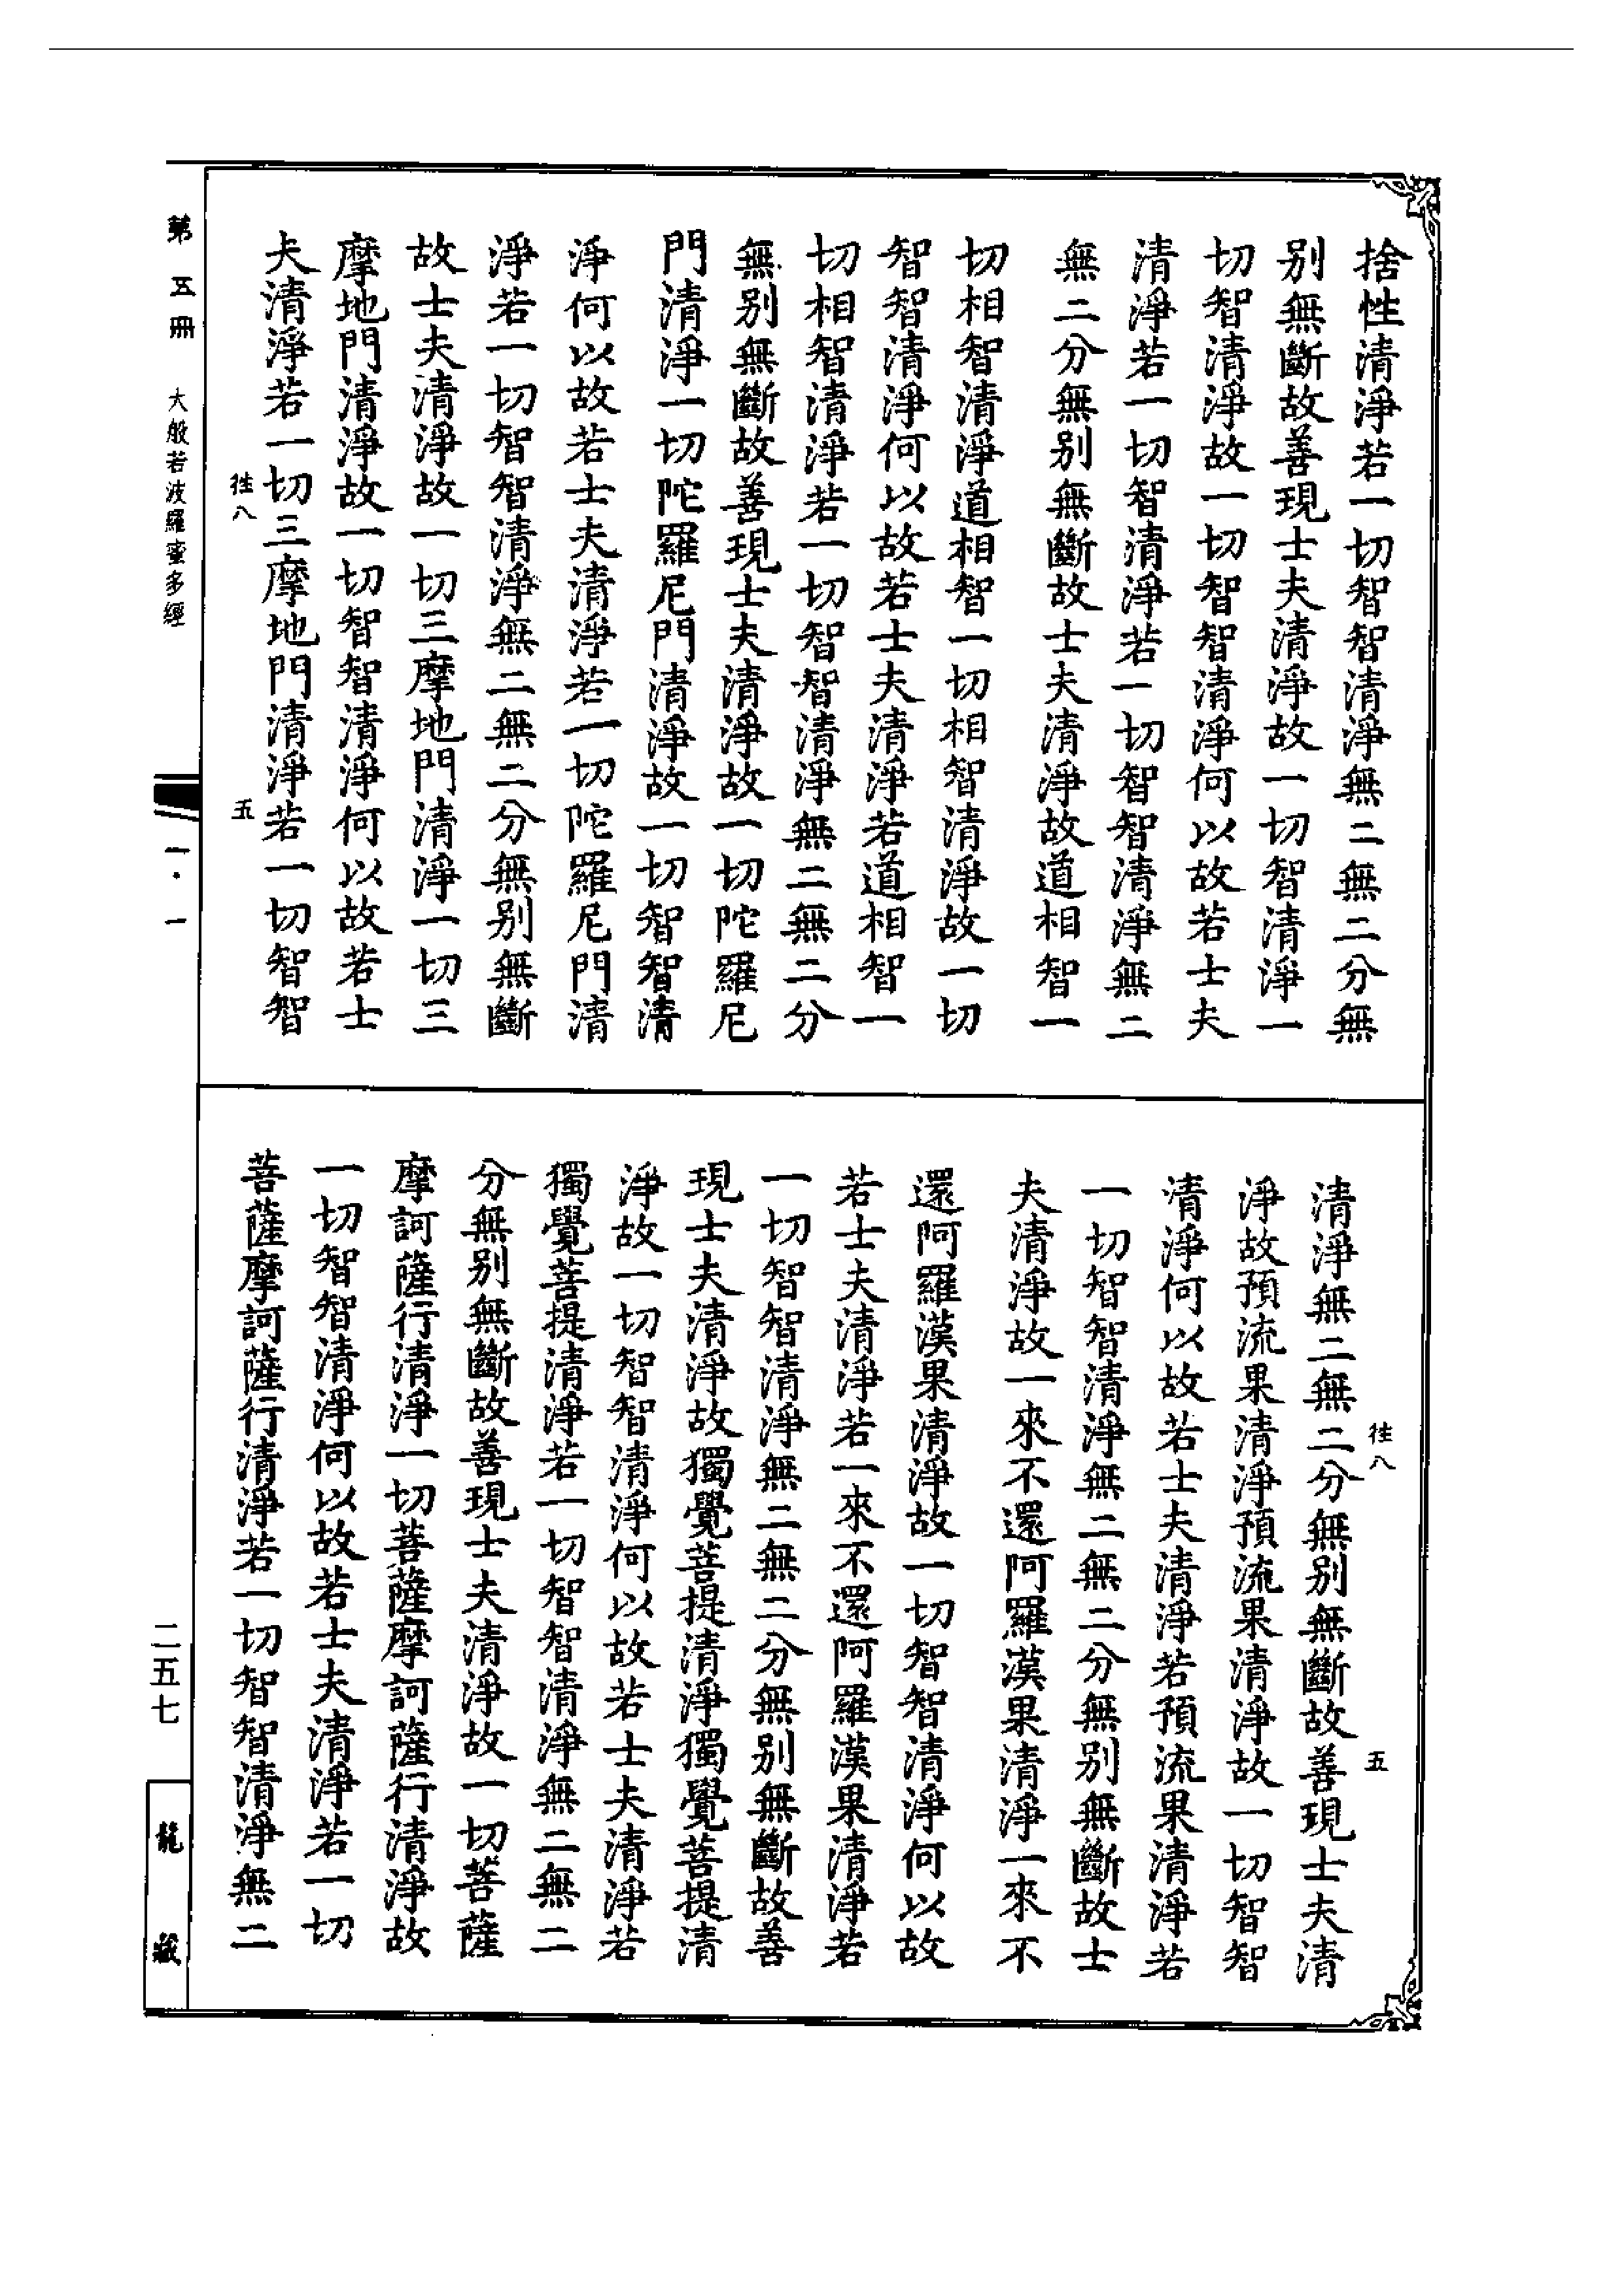 捨性清淨若一切智智清淨無二無二分無
别無斷故善現士夫清淨故一切智清淨一
切智清淨故一切智智清淨何以故若士夫
清淨若一切智清淨若一切智智清淨無二
無二分無别無斷故士夫清淨故道相智一
切相智清淨道相智一切相智清淨故一切
智智清淨何以故若士夫清淨若道相智一
切相智清淨若一切智智清淨無二無二分
無别無斷故善現士夫清淨故一切陀羅尼
門清淨一切陀羅尼門清淨故一切智智清
淨何以故若士夫清淨若一切陀羅尼門清
淨若一切智智清淨無二無二分無别無斷
故士夫清淨故一切三摩地門清淨一切三
摩地門清淨故一切智智清淨何以故若士
夫清淨若一切三摩地門清淨若一切智智
往八
五
清淨無二無二分無别無斷故善現士夫清
淨故預流果清淨預流果清淨故一切智智
清淨何以故若士夫清淨若預流果清淨若
一切智智清淨無二無二分無别無斷故士
夫清淨故一來不還阿羅漢果清淨一來不
還阿羅漢果清淨故一切智智清淨何以故
若士夫清淨若一來不還阿羅漢果清淨若
一切智智清淨無二無二分無别無斷故善
現士夫清淨故獨覺菩提清淨獨覺菩提清
淨故一切智智清淨何以故若士夫清淨若
獨覺菩提清淨若一切智智清淨無二無二
分無别無斷故善現士夫清淨故一切菩薩
摩訶薩行清淨一切菩薩摩訶薩行清淨故
一切智智清淨何以故若士夫清淨若一切
菩薩摩訶薩行清淨若一切智智清淨無二
往八
五
第五冊
大般若波羅蜜多經
一·一
二五七
龍藏